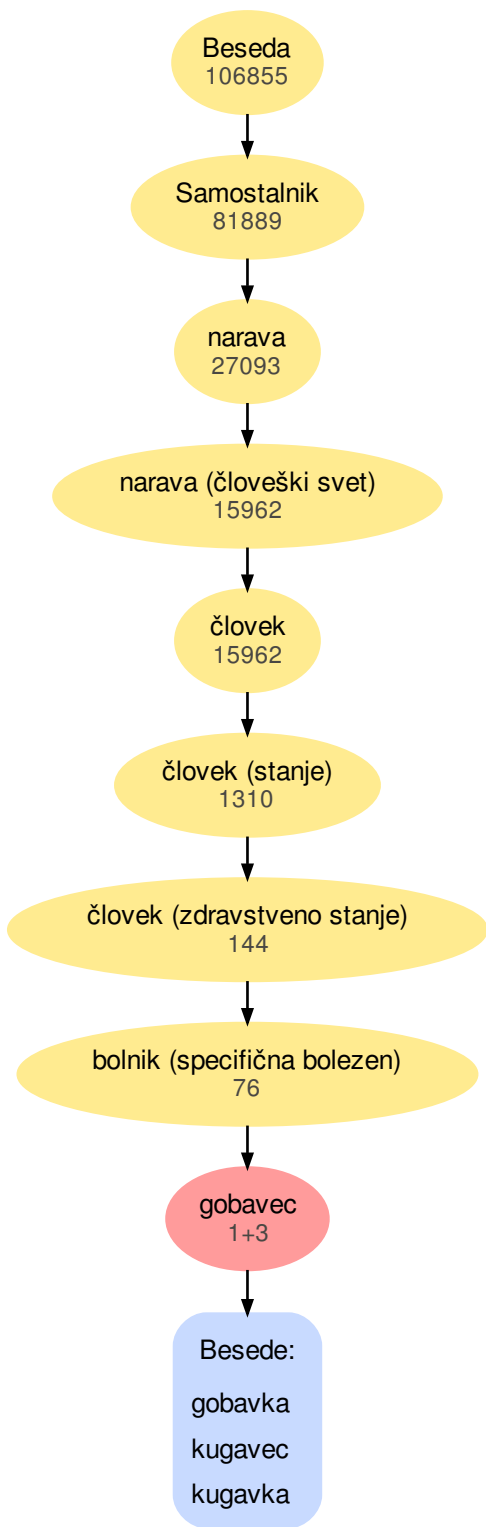 Beseda
106855
Samostalnik
81889
narava
27093
narava (človeški svet)
15962
človek
15962
človek (stanje)
1310
človek (zdravstveno stanje)
144
bolnik (specifična bolezen)
76
gobavec
1+3
Besede:
gobavka
kugavec
kugavka